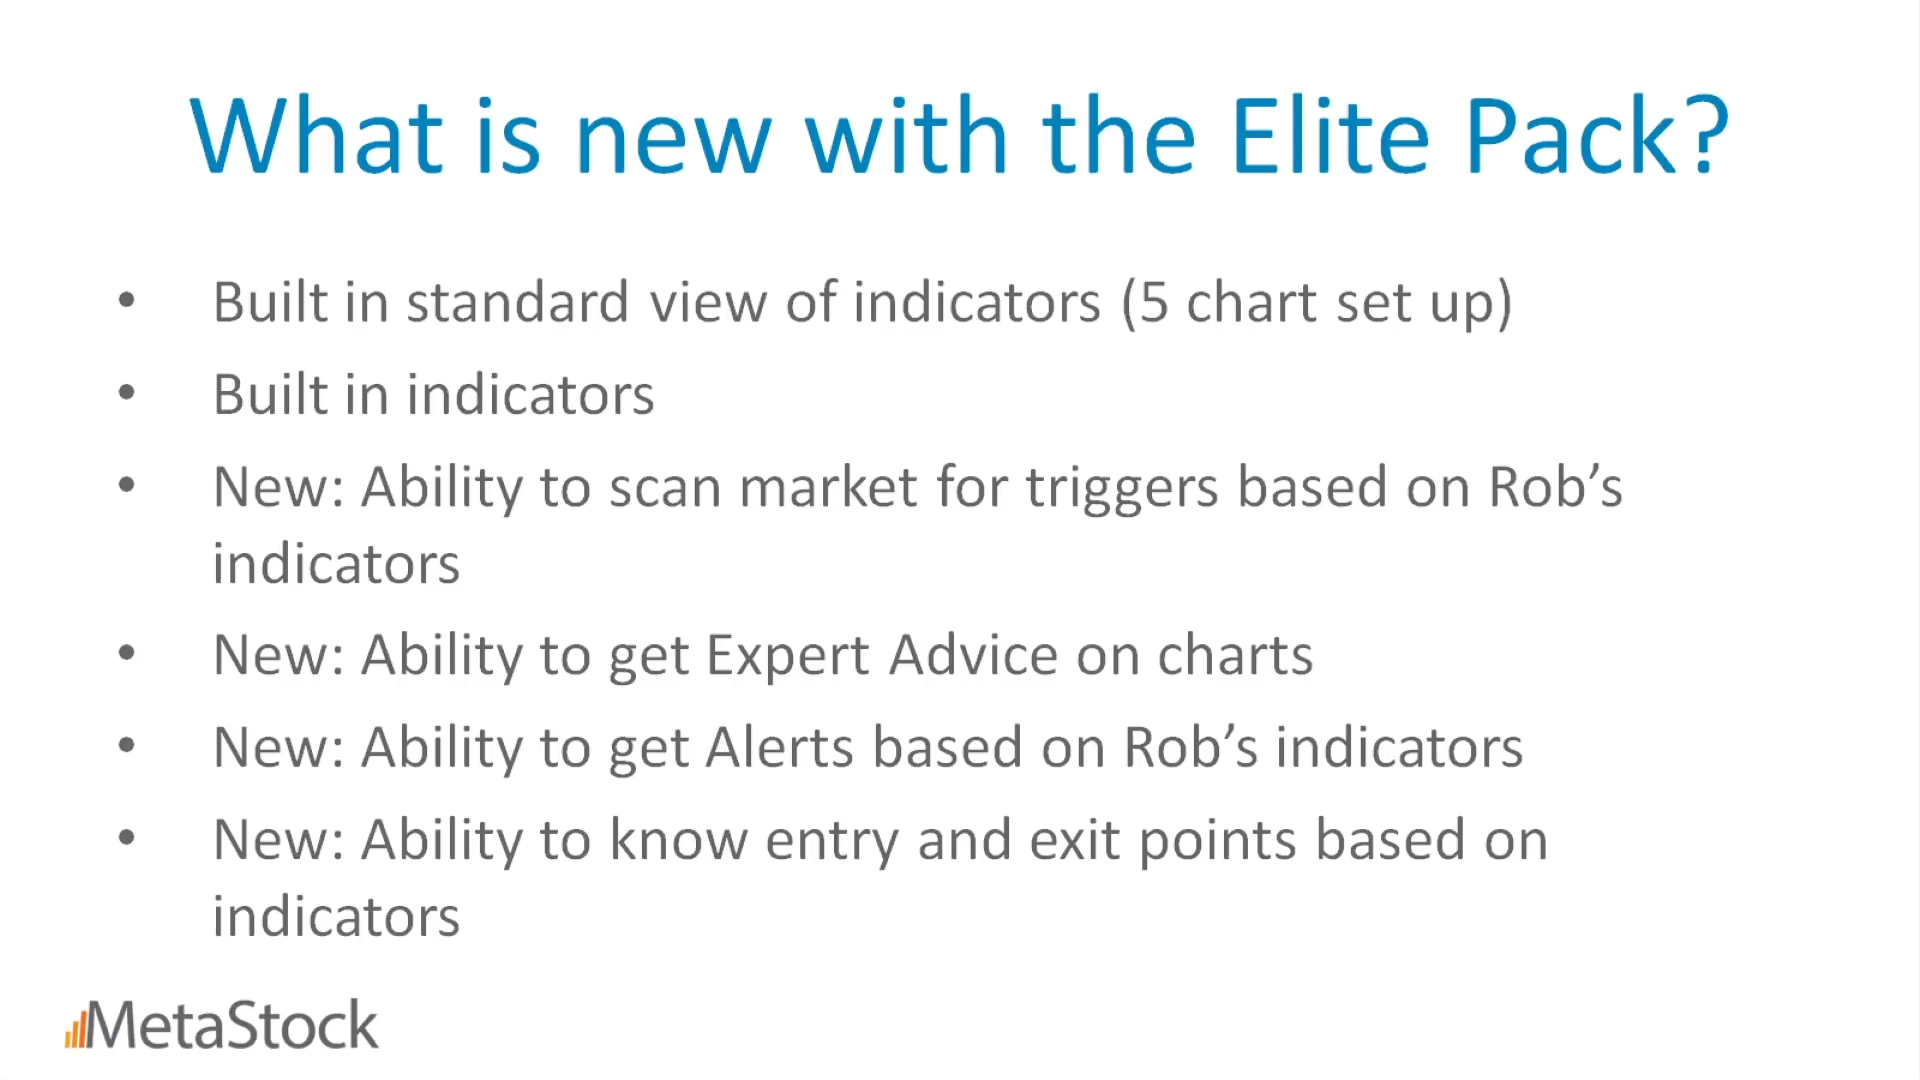 What is new with the Elite Pack?
• Built in standard view of indicators (5 chart set up)
• Built in indicators
• New: Ability to scan market for triggers based on Rob’s
indicators
• New: Ability to get Expert Advice on charts
• New: Ability to get Alerts based on Rob’s indicators
• New: Ability to know entry and exit points based on
indicators
MetaStock